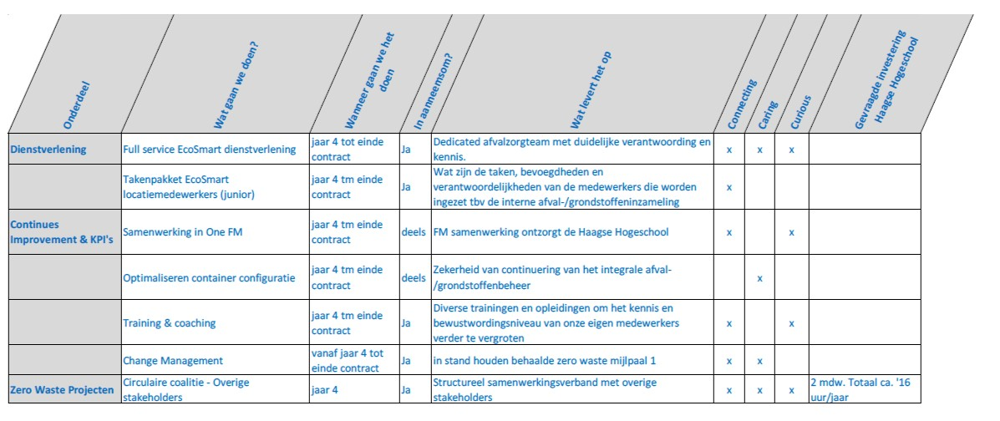 Onderdeel
Wat gaan we doen?
Wanneer gaan we het
doen
In aanneemsom?
Wat levert het op
Connecting
Caring
Curious
Gevraagde investering
Haagse Hogeschool
Dienstverlening
Full service EcoSmart dienstverlening
jaar 4 tot einde
contract
Ja
Dedicated afvalzorgteam met duidelijke verantwoording en
kennis.
x
x
x
Takenpakket EcoSmart
locatiemedewerkers (junior)
jaar 4 tm einde
contract
Ja
Wat zijn de taken, bevoegdheden en
verantwoordelijkheden van de medewerkers die worden
ingezet tbv de interne afval-/grondstoffeninzameling
x
Continues
Improvement & KPI's
Samenwerking in One FM
jaar 4 tm einde
contract
deels
FM samenwerking ontzorgt de Haagse Hogeschool
x
x
Optimaliseren container configuratie
jaar 4 tm einde
contract
deels
Zekerheid van continuering van het integrale afval-
/grondstoffenbeheer
x
Training & coaching
jaar 4 tm einde
contract
Ja
Diverse trainingen en opleidingen om het kennis en
bewustwordingsniveau van onze eigen medewerkers
verder te vergroten
x
x
Change Management
vanaf jaar 4 tot
einde contract
Ja
in stand houden behaalde zero waste mijlpaal 1
x
x
Zero Waste Projecten
Circulaire coalitie - Overige
stakeholders
jaar 4
Ja
Structureel samenwerkingsverband met overige
stakeholders
x
x
x
2 mdw. Totaal ca. '16
uur/jaar